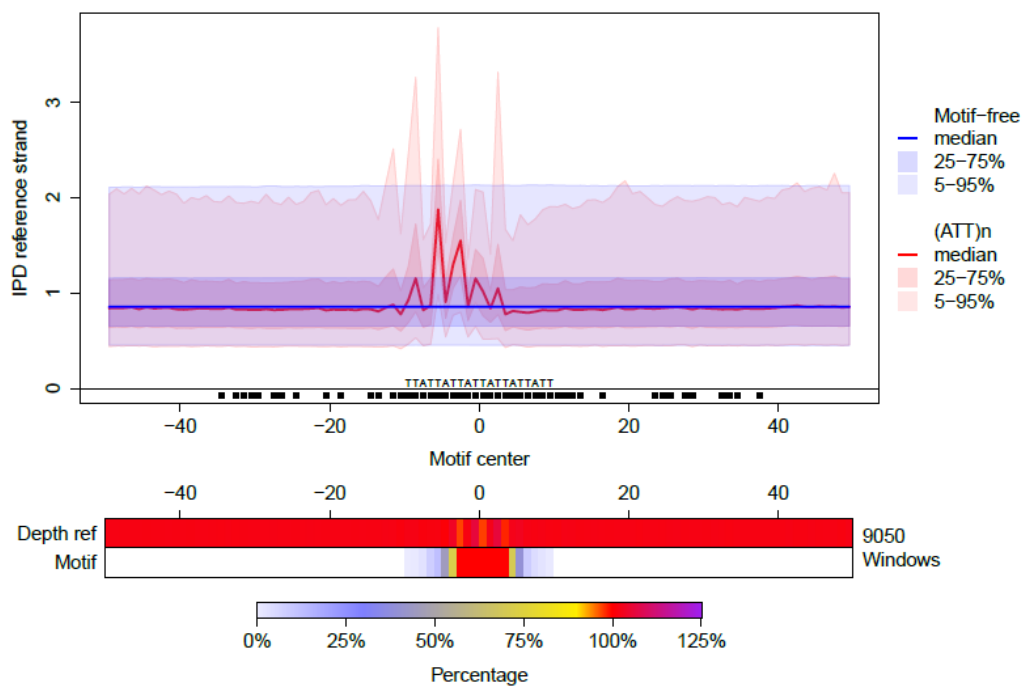 IPD reference strand
3
2
1
0
TTATTATTATTATTATTATT
−40 −20 0 20 40
Motif center
Motif−free
median
25−75%
5−95%
(ATT)n
median
25−75%
5−95%
−40 −20 0 20 40
Depth ref 9050
Motif Windows
0% 25% 50% 75% 100% 125%
Percentage